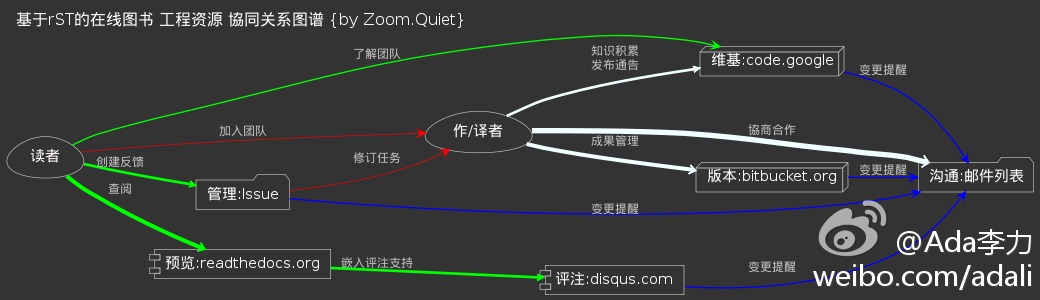 基于rST的在线图书 工程资源 協同关系图谱 {by Zoom.Quiet}
了解团队
知识积累
发布通告
维基:code.google
变更提醒
加入团队
作/译者
協商合作
读者
创建反馈
修订任务
成果管理
查阅
管理:Issue
版本:bitbucket.org
变更提醒
沟通:邮件列表
变更提醒
预览:readthedocs.org
嵌入评注支持
评注:disqus.com
变更提醒
@Ada李力
weibo.com/adali